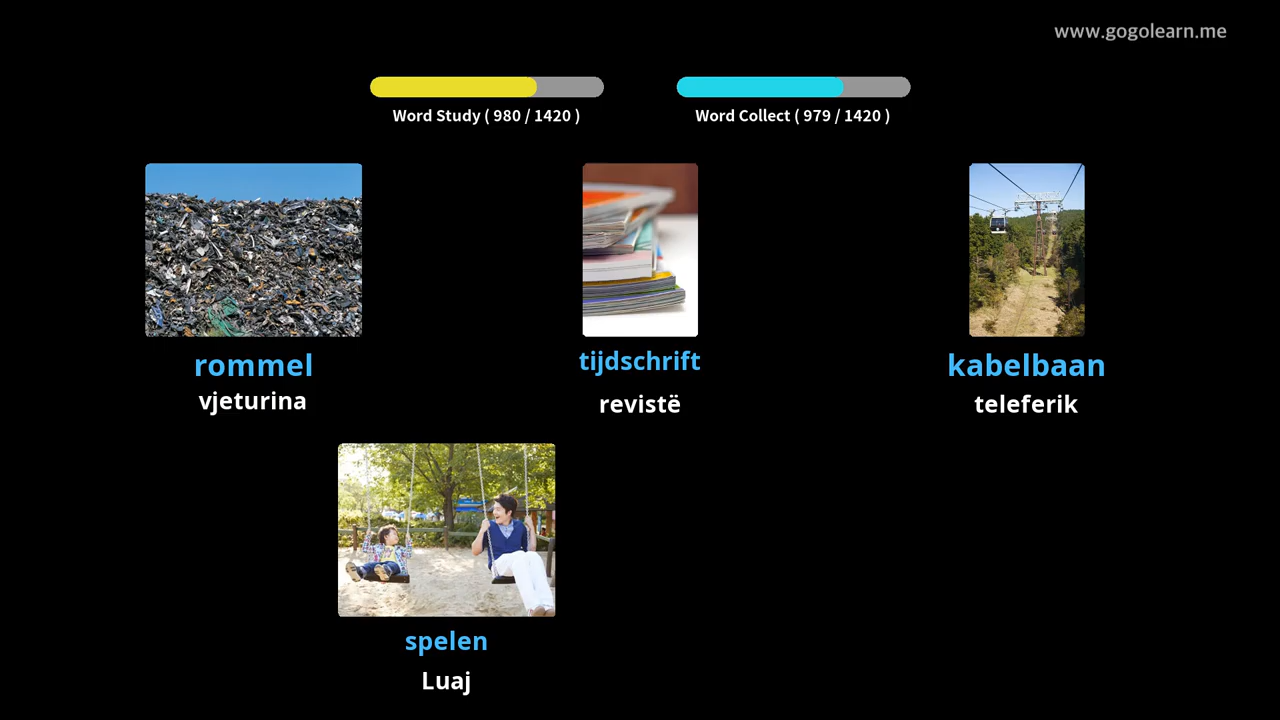 www.gogolearn.me
Word Study ( 980 / 1420 )
Word Collect ( 979 / 1420 )
rommel
vjeturina
tijdschrift
revistë
kabelbaan
teleferik
spelen
Luaj